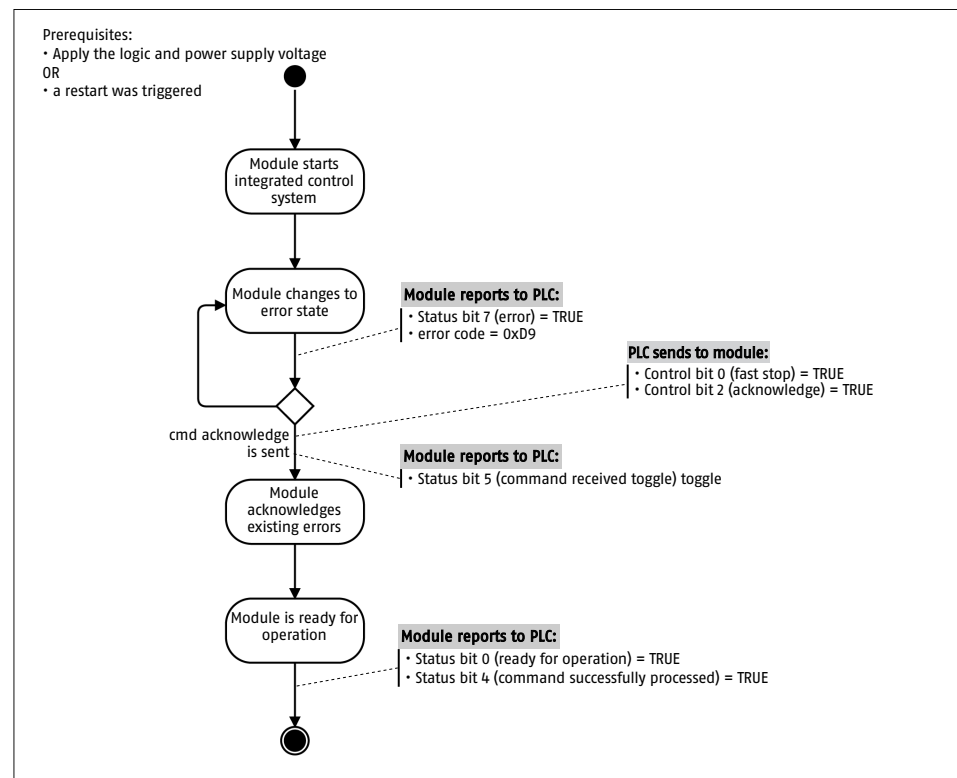 Prerequisites:
• Apply the logic and power supply voltage
OR
• a restart was triggered
Module starts
integrated control
system
Module changes to
error state
Module reports to PLC:
• Status bit 7 (error) = TRUE
• error code = 0xD9
PLC sends to module:
• Control bit 0 (fast stop) = TRUE
• Control bit 2 (acknowledge) = TRUE
cmd acknowledge
is sent
Module reports to PLC:
• Status bit 5 (command received toggle) toggle
Module
acknowledges
existing errors
Module is ready for
operation
Module reports to PLC:
• Status bit 0 (ready for operation) = TRUE
• Status bit 4 (command successfully processed) = TRUE